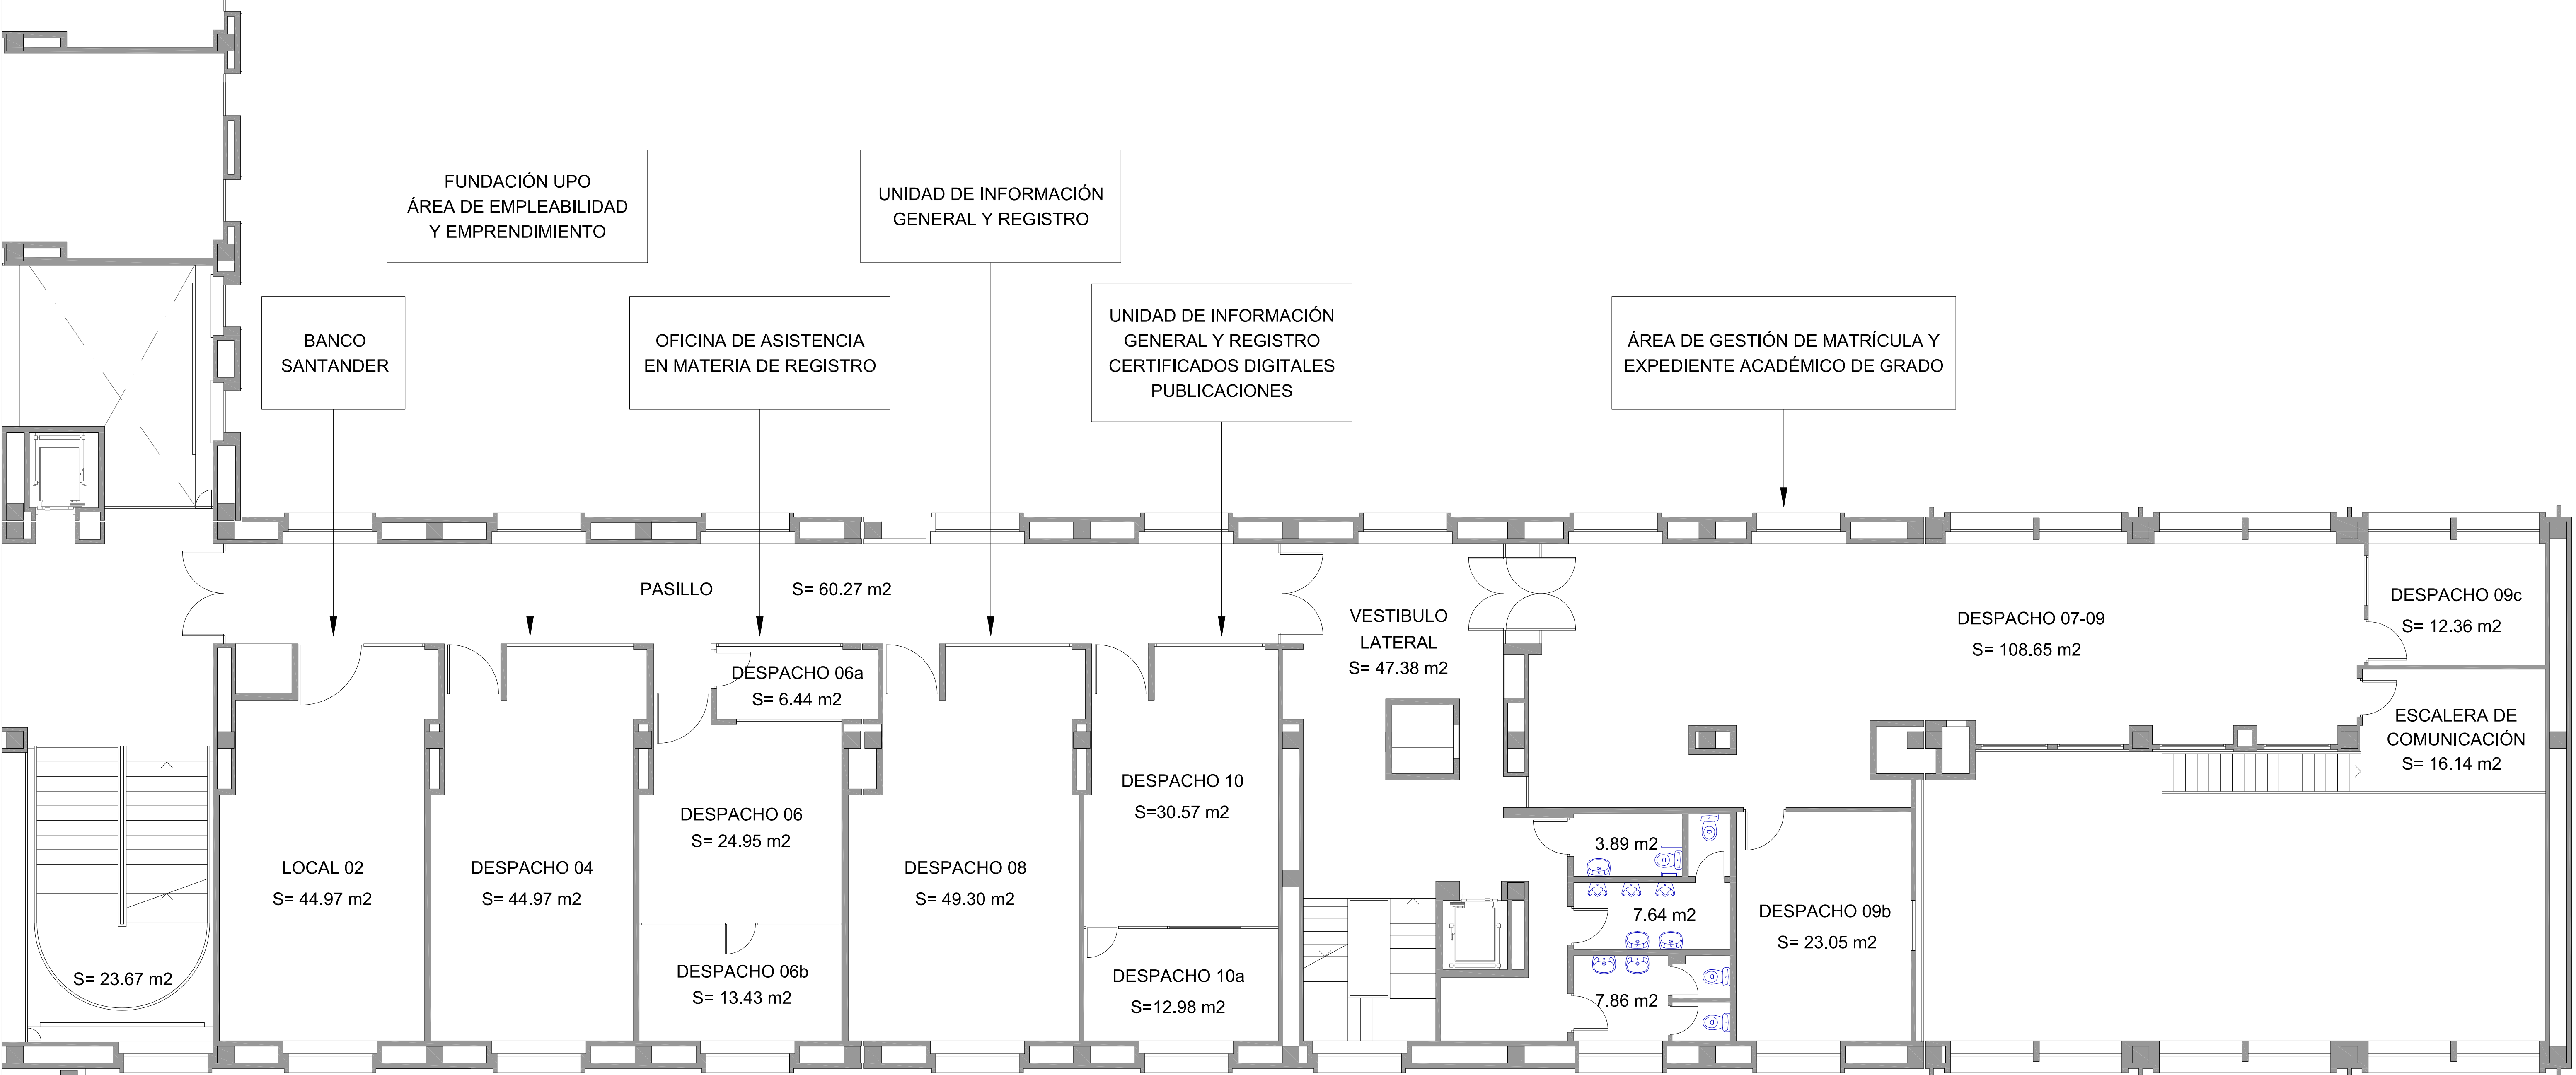 FUNDACIÓN UPO
ÁREA DE EMPLEABILIDAD
Y EMPRENDIMIENTO
UNIDAD DE INFORMACIÓN
GENERAL Y REGISTRO
BANCO
SANTANDER
OFICINA DE ASISTENCIA
EN MATERIA DE REGISTRO
UNIDAD DE INFORMACIÓN
GENERAL Y REGISTRO
CERTIFICADOS DIGITALES
PUBLICACIONES
ÁREA DE GESTIÓN DE MATRÍCULA Y
EXPEDIENTE ACADÉMICO DE GRADO
PASILLO S= 60.27 m2
VESTIBULO
LATERAL
S= 47.38 m2
DESPACHO 07-09
S= 108.65 m2
DESPACHO 09c
S= 12.36 m2
DESPACHO 06a
S= 6.44 m2
ESCALERA DE
COMUNICACIÓN
S= 16.14 m2
DESPACHO 10
S=30.57 m2
DESPACHO 06
S= 24.95 m2
LOCAL 02
S= 44.97 m2
DESPACHO 04
S= 44.97 m2
DESPACHO 08
S= 49.30 m2
3.89 m2
7.64 m2
DESPACHO 09b
S= 23.05 m2
S= 23.67 m2
DESPACHO 06b
S= 13.43 m2
DESPACHO 10a
S=12.98 m2
7.86 m2